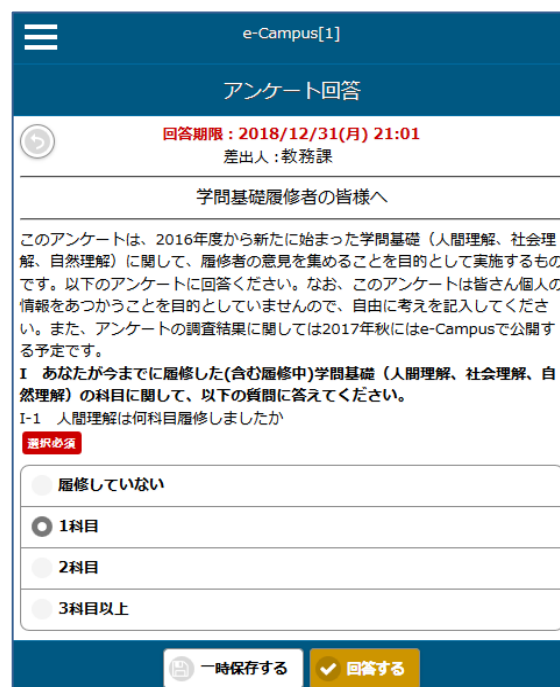 e-Campus[1]
アンケート回答
回答期限：2018/12/31(月) 21:01
差出人：教務課
学問基礎履修者の皆様へ
このアンケートは、2016年度から新たに始まった学問基礎（人間理解、社会理
解、自然理解）に関して、履修者の意見を集めることを目的として実施するもの
です。以下のアンケートに回答ください。なお、このアンケートは皆さん個人の
情報をあつかうことを目的としていませんので、自由に考えを記入してくださ
い。また、アンケートの調査結果に関しては2017年秋にはe-Campusで公開す
る予定です。
I　あなたが今までに履修した(含む履修中)学問基礎（人間理解、社会理解、自
然理解）の科目に関して、以下の質問に答えてください。
I-1　人間理解は何科目履修しましたか
選択必須
履修していない
1科目
2科目
3科目以上
一時保存する
回答する